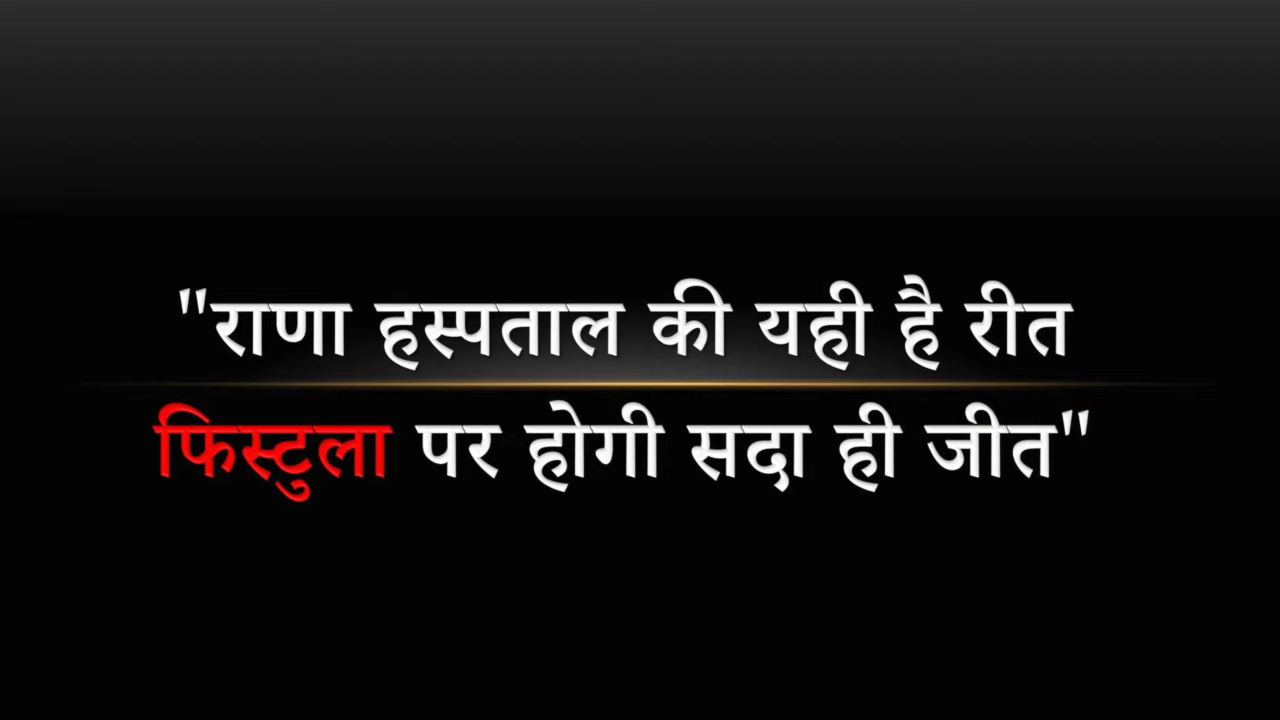 "राणा हस्पताल की यही है रीत
फिस्टुला पर होगी सदा ही जीत"